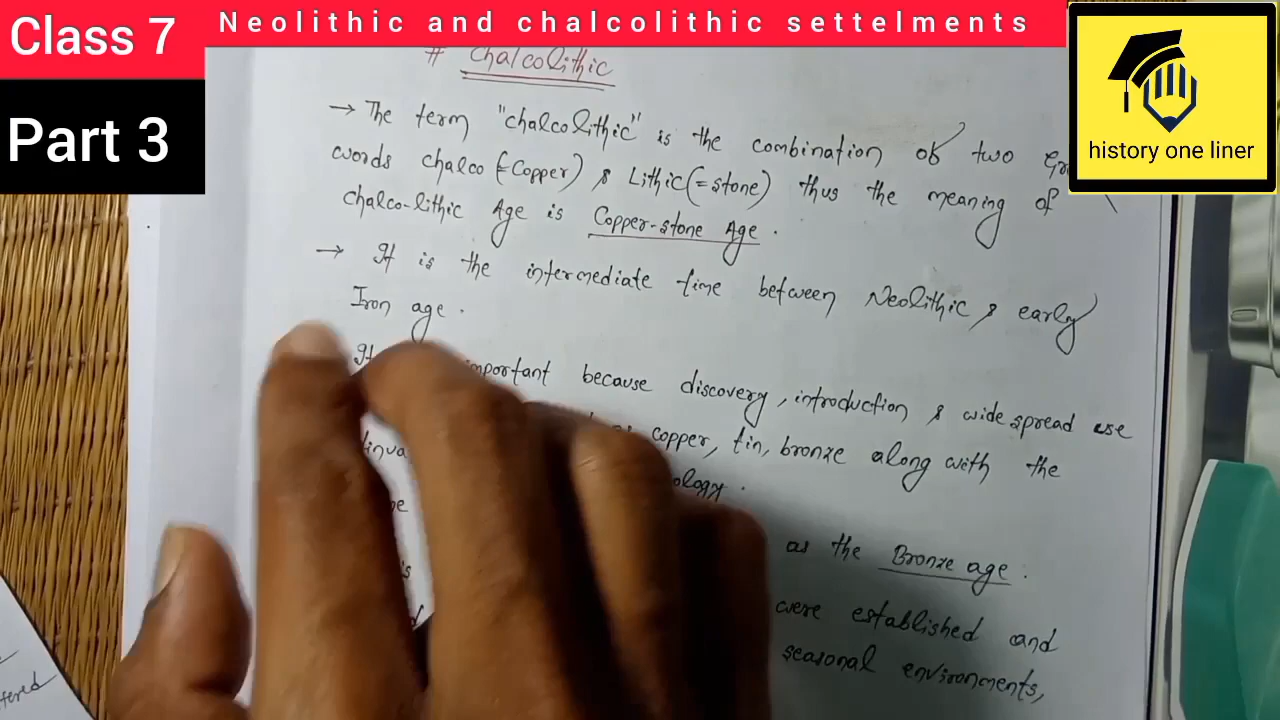 Class 7
Neolithic and chalcolithic settelments
Part 3
history one liner
# Chalcolithic
→ The term "chalcolithic" is the combination of two
words chalco (=Copper) & Lithic (=stone) thus the meaning of
chalco-lithic Age is Copper-stone Age.
→ It is the intermediate time between Neolithic & early
Iron age.
It important because discovery, introduction & wide spread use
copper, tin, bronze along with the
as the Bronze age.
were established and
seasonal environments,